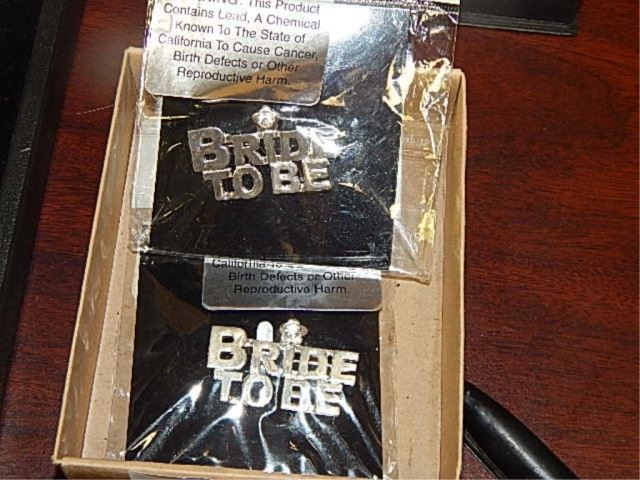 This Product
Contains Lead, A Chemical
Known To The State of
California To Cause Cancer,
Birth Defects or Other
Reproductive Harm.
BRIDE
TO BE
California
Birth Defects or Other
Reproductive Harm.
BRIDE
TO BE